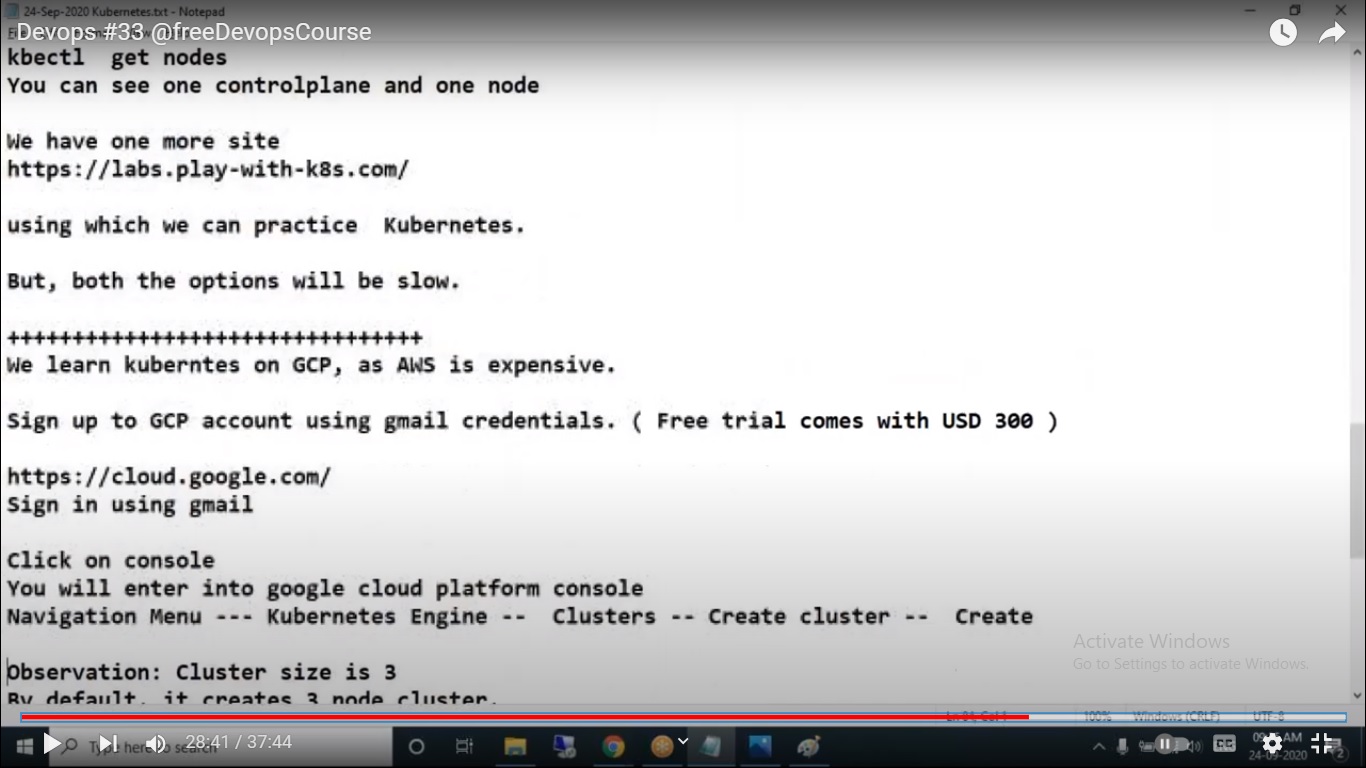 24-Sep-2020 Kubernetes.txt - Notepad
Devops #33 @freeDevopsCourse
kbectl  get nodes
You can see one controlplane and one node
We have one more site
https://labs.play-with-k8s.com/
using which we can practice  Kubernetes.
But, both the options will be slow.
++++++++++++++++++++++++++++++++
We learn kuberntes on GCP, as AWS is expensive.
Sign up to GCP account using gmail credentials. ( Free trial comes with USD 300 )
https://cloud.google.com/
Sign in using gmail
Click on console
You will enter into google cloud platform console
Navigation Menu --- Kubernetes Engine --  Clusters -- Create cluster --  Create
Activate Windows
Go to Settings to activate Windows.
Observation: Cluster size is 3
By default, it creates 3 node cluster.
100% Windows (CRLF) UTF-8
Type here to search
28:41 / 37:44
CC
AM
24-09-2020
2